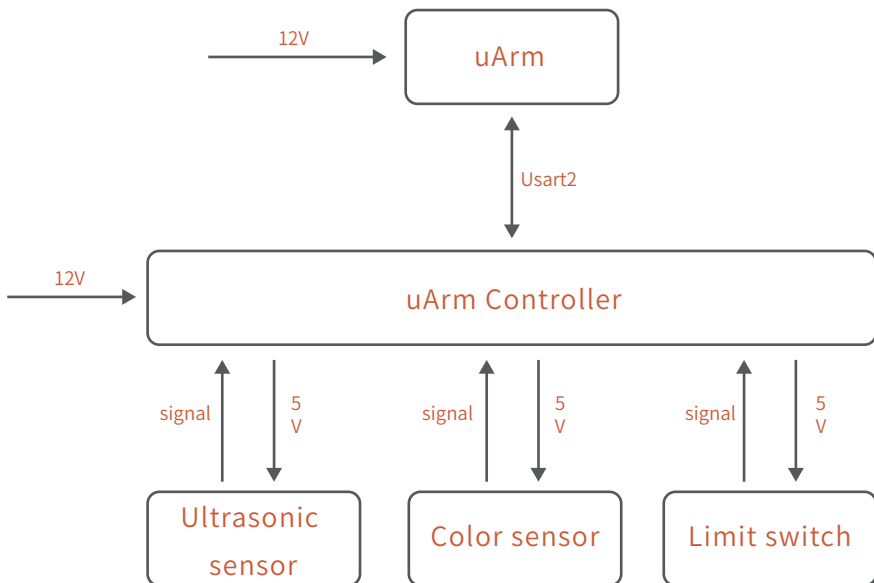 12V
uArm
Usart2
12V
uArm Controller
signal
5
V
signal
5
V
signal
5
V
Ultrasonic
sensor
Color sensor
Limit switch